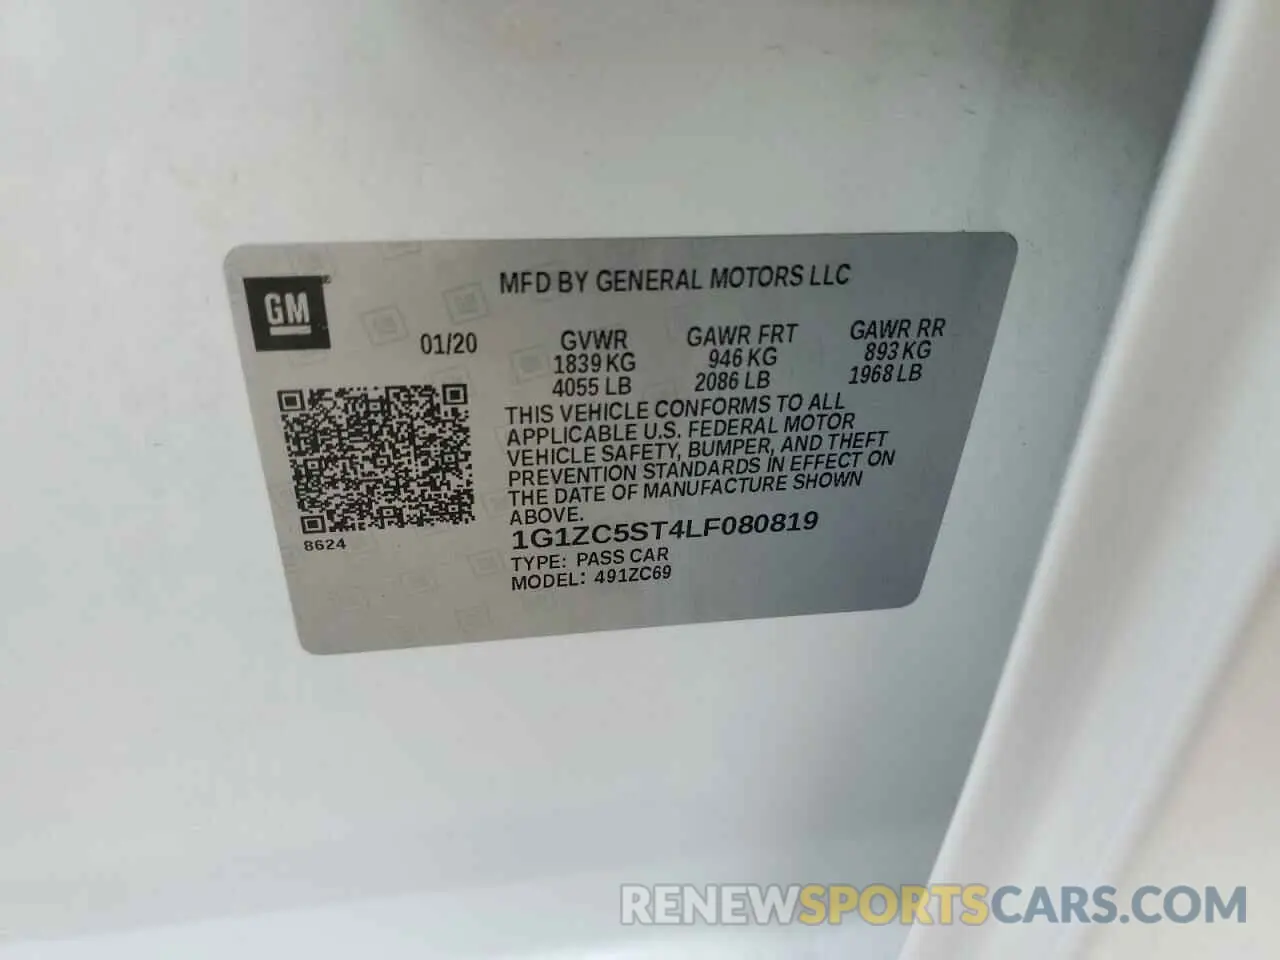 MFD BY GENERAL MOTORS LLC
GM
01/20
GVWR GAWR FRT GAWR RR
1839 KG 946 KG 893 KG
4055 LB 2086 LB 1968 LB
THIS VEHICLE CONFORMS TO ALL
APPLICABLE U.S. FEDERAL MOTOR
VEHICLE SAFETY, BUMPER, AND THEFT
PREVENTION STANDARDS IN EFFECT ON
THE DATE OF MANUFACTURE SHOWN
ABOVE.
8624
1G1ZC5ST4LF080819
TYPE: PASS CAR
MODEL: 491ZC69
RENEWSPORTSCARS.COM